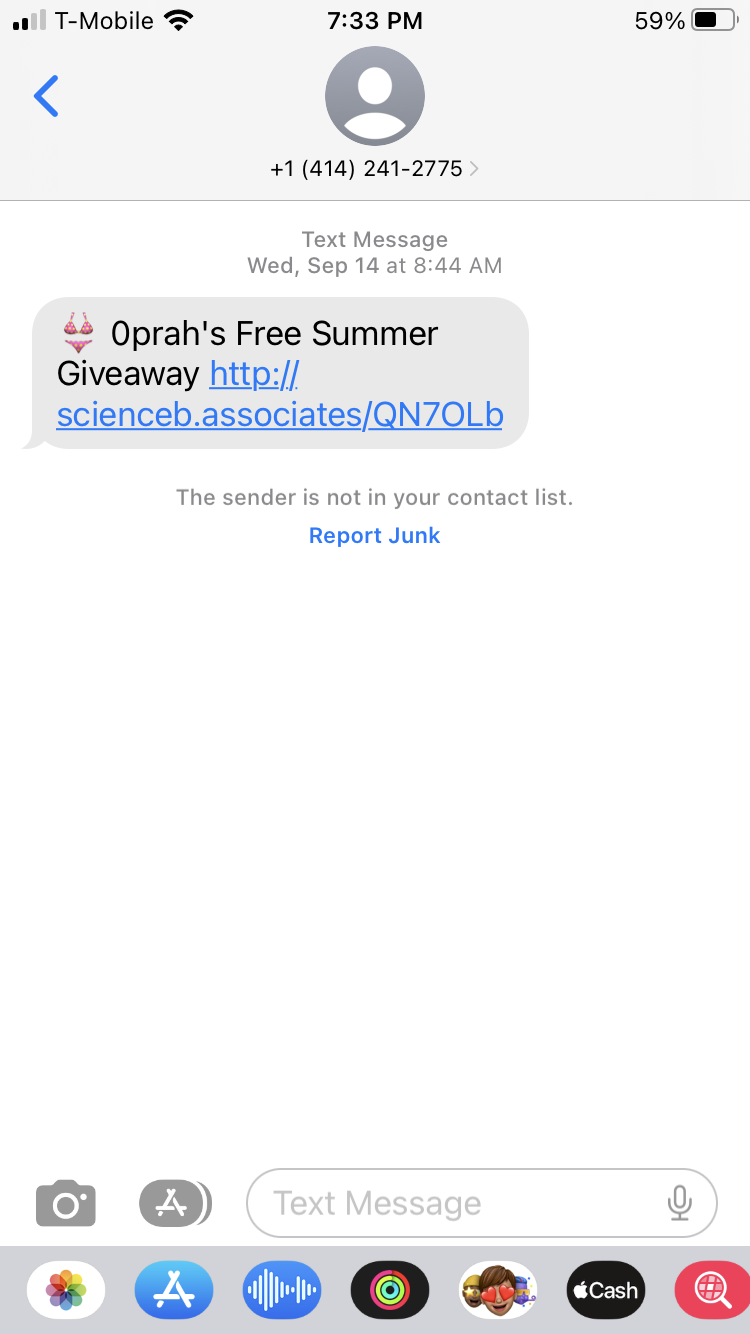 T-Mobile 7:33 PM 59%
+1 (414) 241-2775
Text Message
Wed, Sep 14 at 8:44 AM
👙 0prah's Free Summer
Giveaway http://
scienceb.associates/QN7OLb
The sender is not in your contact list.
Report Junk
Text Message
Cash